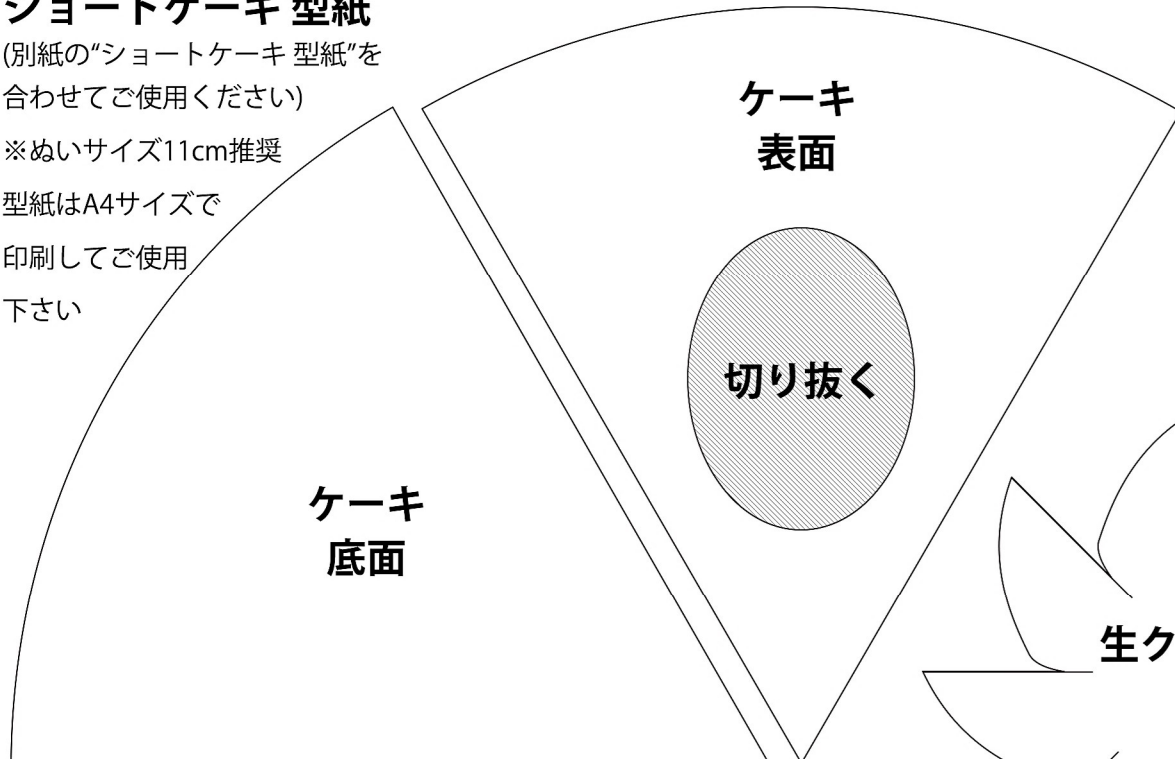 ショートケーキ 型紙
(別紙の“ショートケーキ 型紙”を
合わせてご使用ください)
※ぬいサイズ11cm推奨
型紙はA4サイズで
印刷してご使用
下さい
ケーキ
表面
切り抜く
ケーキ
底面
生ク